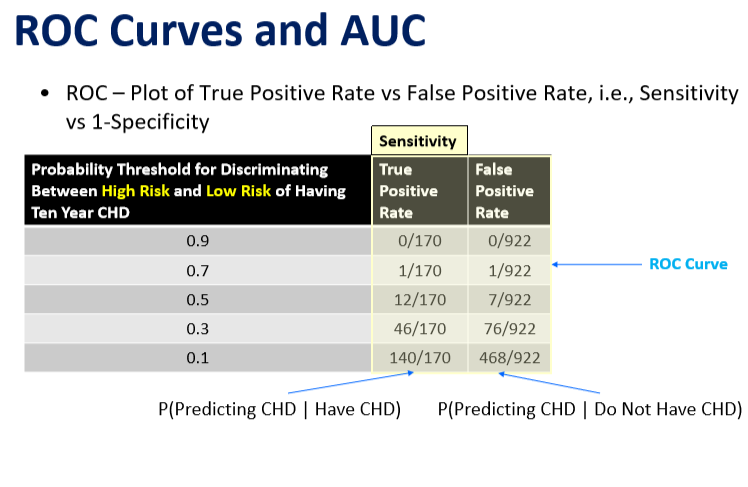 ROC Curves and AUC
• ROC – Plot of True Positive Rate vs False Positive Rate, i.e., Sensitivity
vs 1-Specificity
Sensitivity
Probability Threshold for Discriminating
Between High Risk and Low Risk of Having
Ten Year CHD
True
Positive
Rate
False
Positive
Rate
0.9 0/170 0/922
0.7 1/170 1/922
ROC Curve
0.5 12/170 7/922
0.3 46/170 76/922
0.1 140/170 468/922
P(Predicting CHD | Have CHD)
P(Predicting CHD | Do Not Have CHD)